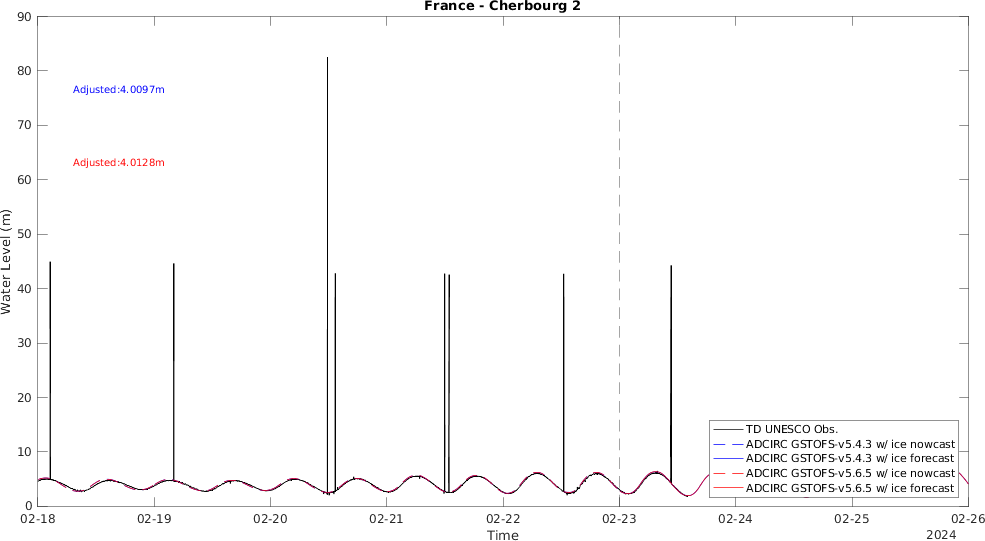 France - Cherbourg 2
90
80
70
60
50
40
30
20
10
0
Water Level (m)
Adjusted:4.0097m
Adjusted:4.0128m
TD UNESCO Obs.
ADCIRC GSTOFS-v5.4.3 w/ ice nowcast
ADCIRC GSTOFS-v5.4.3 w/ ice forecast
ADCIRC GSTOFS-v5.6.5 w/ ice nowcast
ADCIRC GSTOFS-v5.6.5 w/ ice forecast
02-18 02-19 02-20 02-21 02-22 02-23 02-24 02-25 02-26
Time
2024